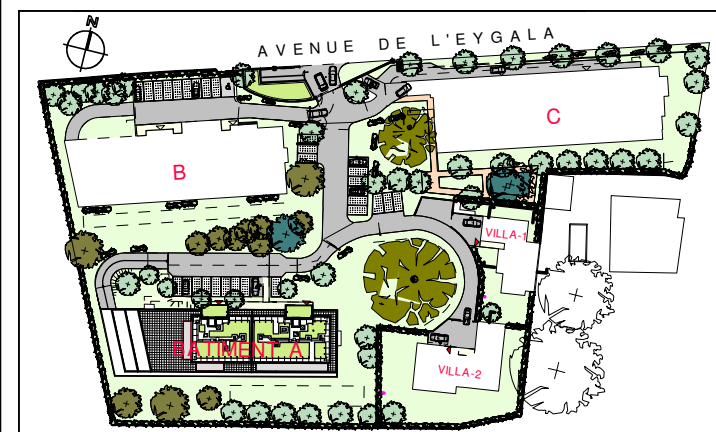 N
AVENUE DE L'EYGALA
C
B
VILLA-1
BATIMENT A
VILLA-2